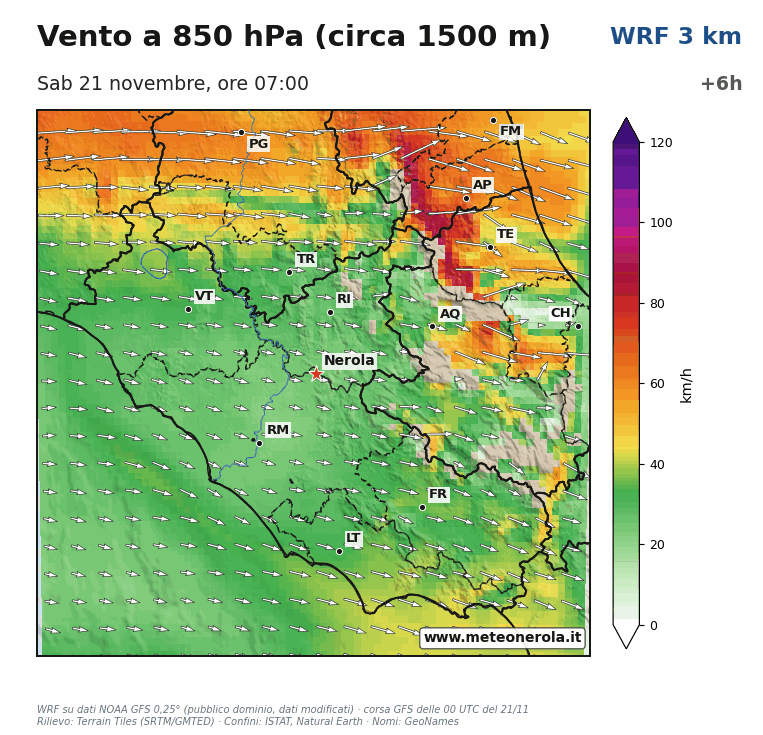 Vento a 850 hPa (circa 1500 m)
WRF 3 km
Sab 21 novembre, ore 07:00
+6h
FM
PG
AP
TE
TR
VT
RI
AQ
CH
Nerola
RM
FR
LT
www.meteonerola.it
120
100
80
60
40
20
0
km/h
WRF su dati NOAA GFS 0,25° (pubblico dominio, dati modificati) · corsa GFS delle 00 UTC del 21/11
Rilievo: Terrain Tiles (SRTM/GMTED) · Confini: ISTAT, Natural Earth · Nomi: GeoNames